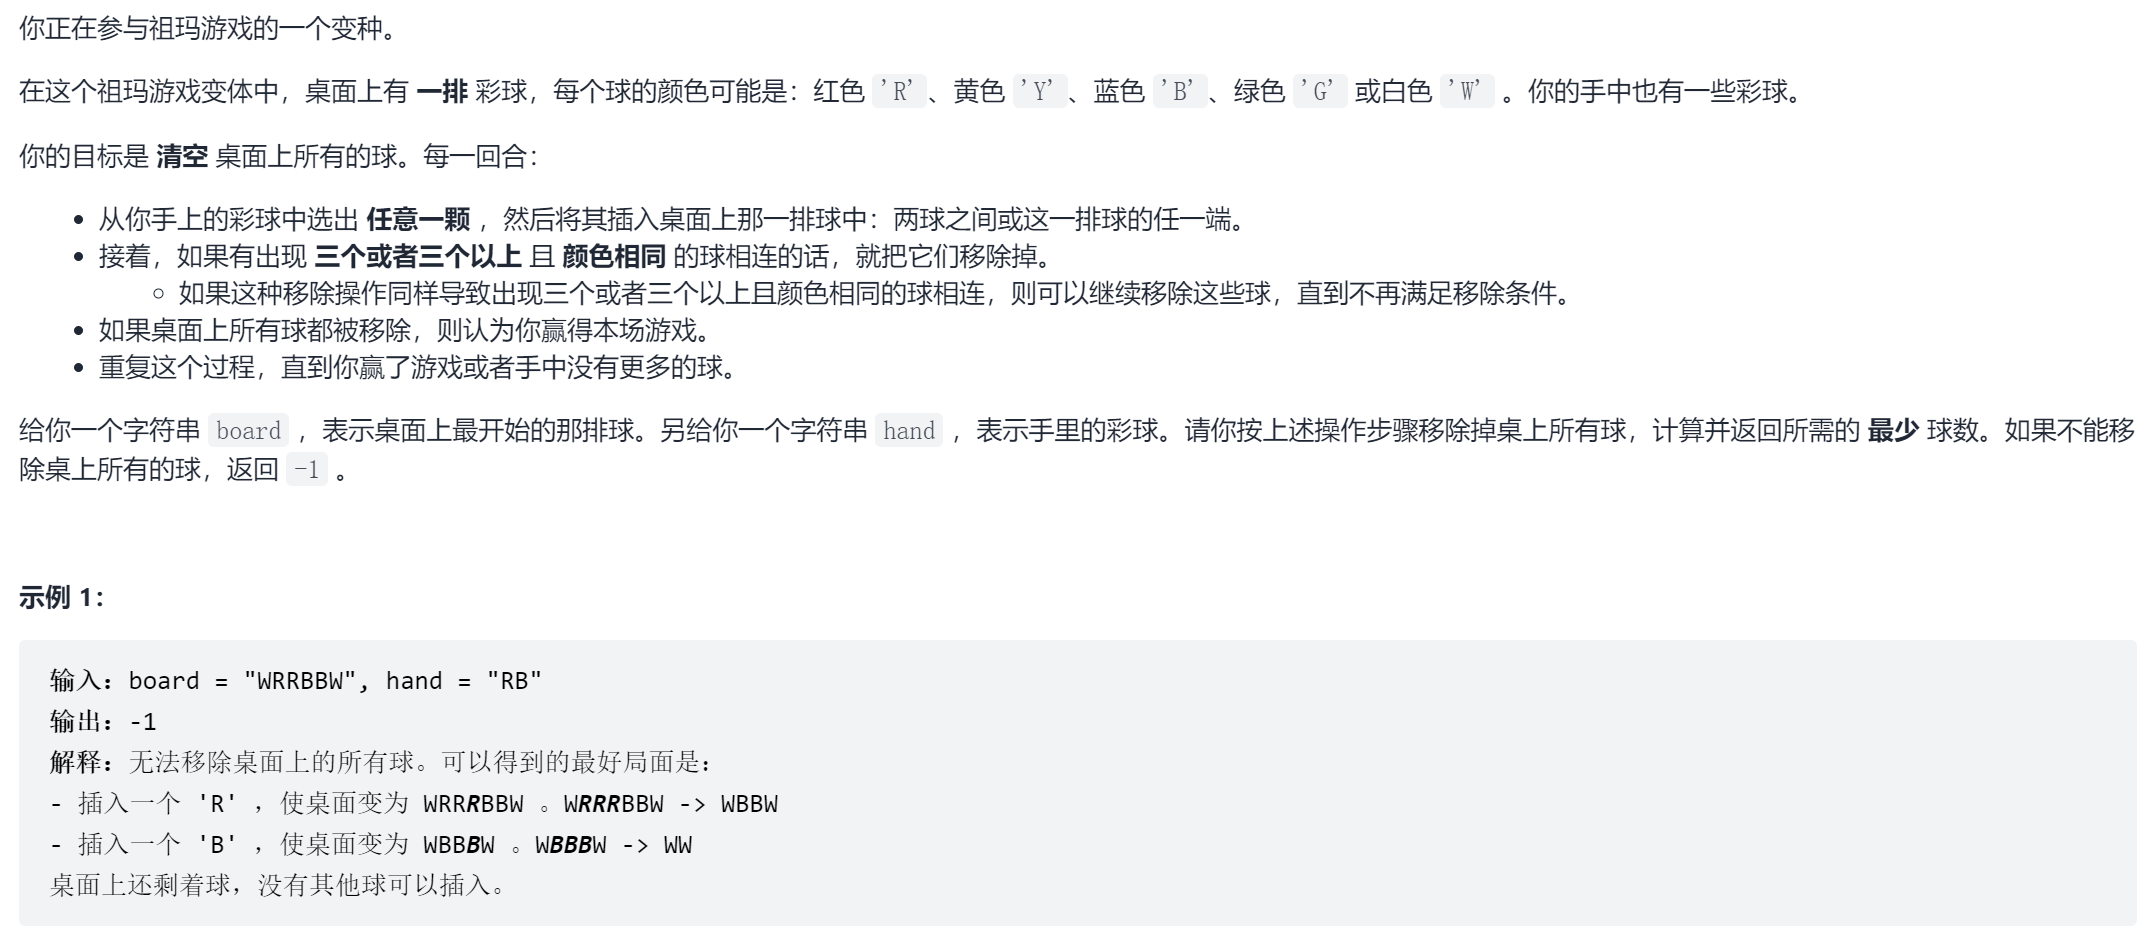 你正在参与祖玛游戏的一个变种。
在这个祖玛游戏变体中，桌面上有 一排 彩球，每个球的颜色可能是：红色 'R'、黄色 'Y'、蓝色 'B'、绿色 'G' 或白色 'W' 。你的手中也有一些彩球。
你的目标是 清空 桌面上所有的球。每一回合：
• 从你手上的彩球中选出 任意一颗 ，然后将其插入桌面上那一排球中：两球之间或这一排球的任一端。
• 接着，如果有出现 三个或者三个以上 且 颜色相同 的球相连的话，就把它们移除掉。
○ 如果这种移除操作同样导致出现三个或者三个以上且颜色相同的球相连，则可以继续移除这些球，直到不再满足移除条件。
• 如果桌面上所有球都被移除，则认为你赢得本场游戏。
• 重复这个过程，直到你赢了游戏或者手中没有更多的球。
给你一个字符串 board ，表示桌面上最开始的那排球。另给你一个字符串 hand ，表示手里的彩球。请你按上述操作步骤移除掉桌上所有球，计算并返回所需的 最少 球数。如果不能移
除桌上所有的球，返回 -1 。
示例 1：
输入：board = "WRRBBW", hand = "RB"
输出：-1
解释：无法移除桌面上的所有球。可以得到的最好局面是：
- 插入一个 'R' ，使桌面变为 WRRRBBW 。WRRRBBW -> WBBW
- 插入一个 'B' ，使桌面变为 WBBBW 。WBBBW -> WW
桌面上还剩着球，没有其他球可以插入。